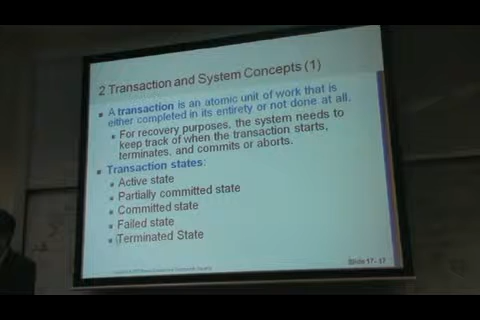 2 Transaction and System Concepts (1)
A transaction is an atomic unit of work that is
either completed in its entirety or not done at all.
For recovery purposes, the system needs to
keep track of when the transaction starts,
terminates, and commits or aborts.
Transaction states:
Active state
Partially committed state
Committed state
Failed state
Terminated State
Slide 17- 17